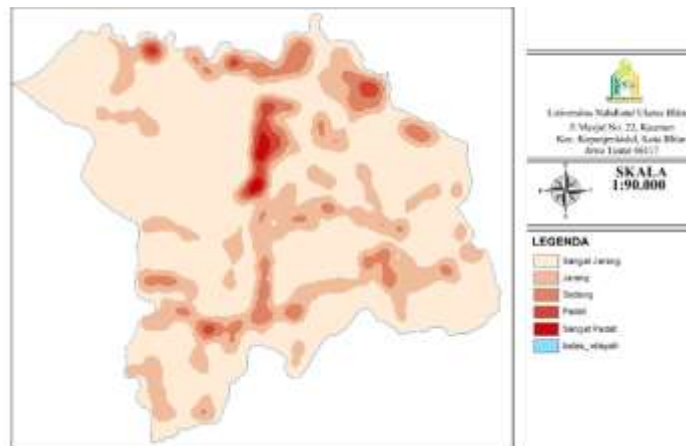 Universitas Nahdlatul Ulama Blitar
Jl. Masjid No. 22, Kauman
Kec. Kepanjenkidul, Kota Blitar
Jawa Timur 66117
SKALA
1:90.000
LEGENDA
Sangat Jarang
Jarang
Sedang
Padat
Sangat Padat
batas_wilayah